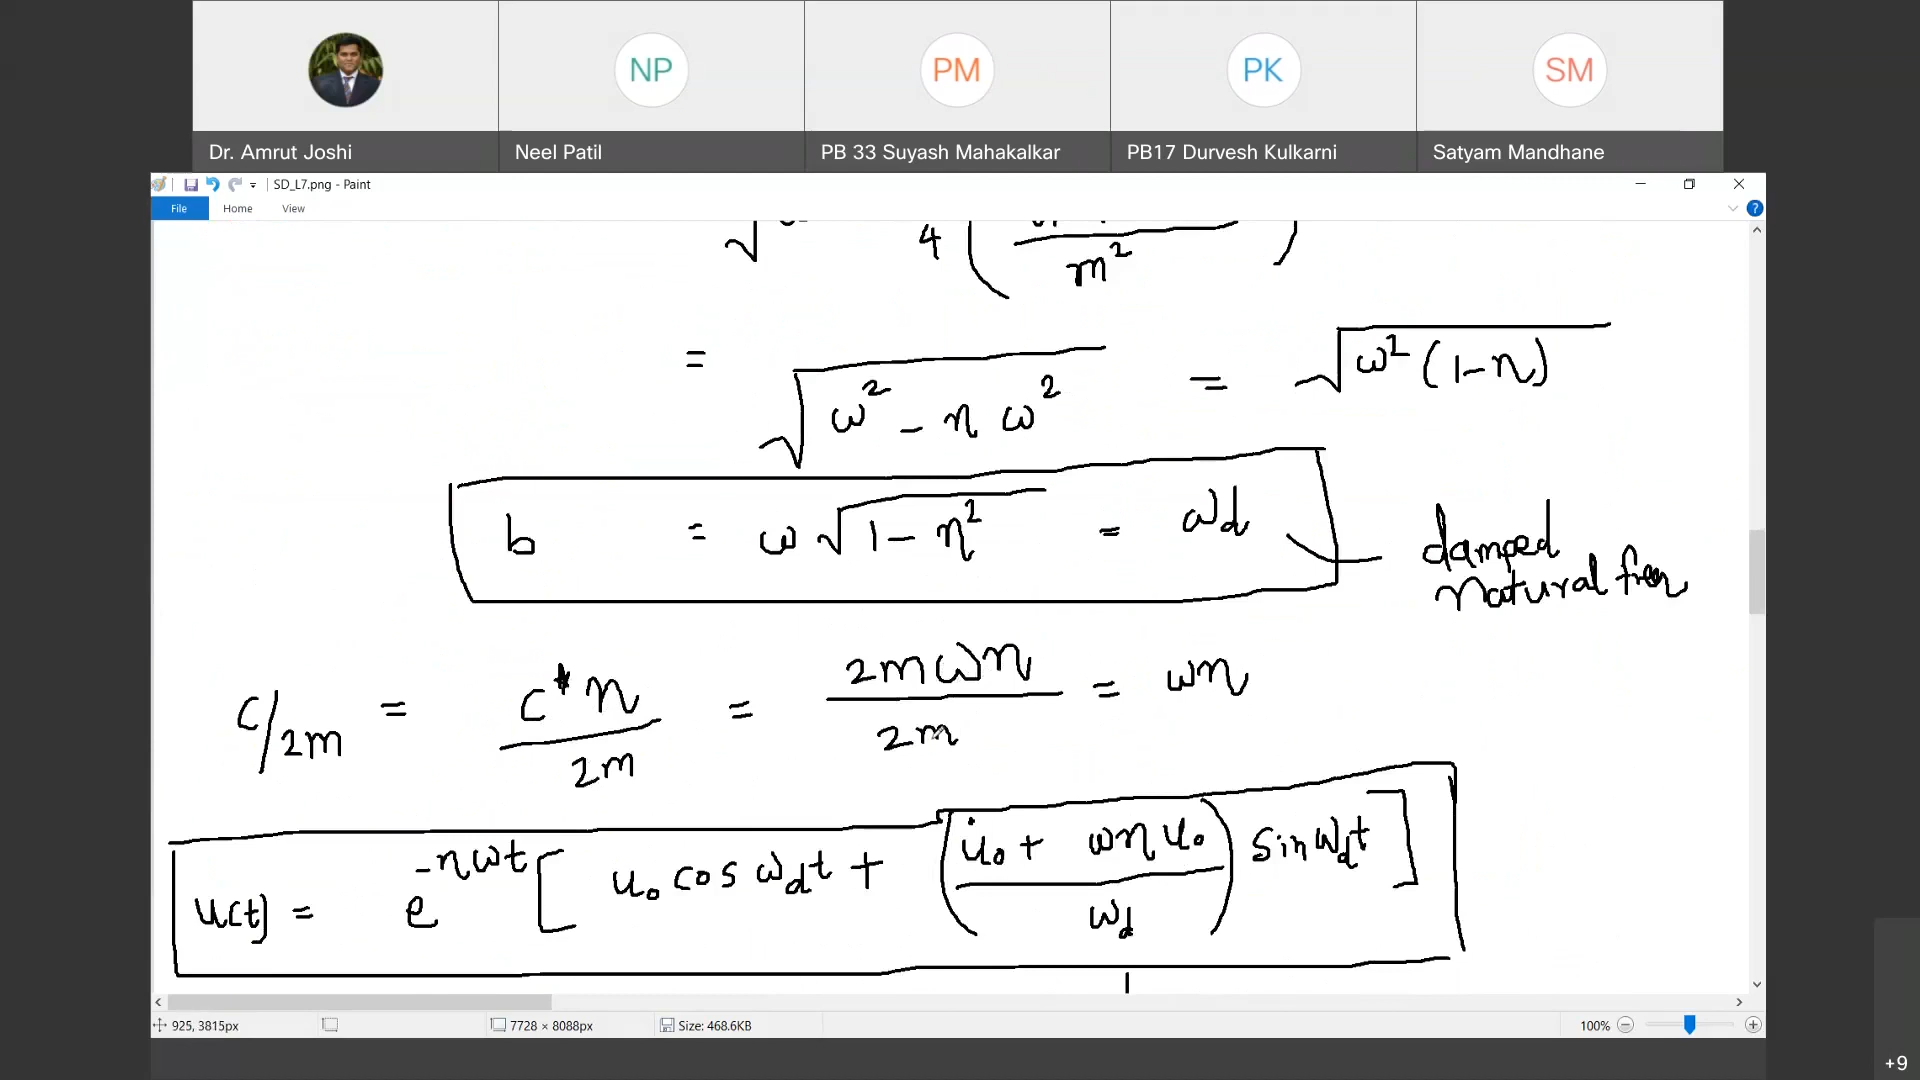 NP
PM
PK
SM
Dr. Amrut Joshi
Neel Patil
PB 33 Suyash Mahakalkar
PB17 Durvesh Kulkarni
Satyam Mandhane
SD_L7.png - Paint
File
Home
View
4 ( m²
= √(ω² - η ω²) = √(ω² (1-η))
b = ω √(1 - η²) = ωd
damped
natural freq
c/2m = c* η / 2m = 2mωη / 2m = ωη
u(t) = e^(-ηωt) [ u₀ cos ωd t + ( (u̇₀ + ωη u₀) / ωd ) sin ωd t ]
925, 3815px
7728 × 8088px
Size: 468.6KB
100%
+9